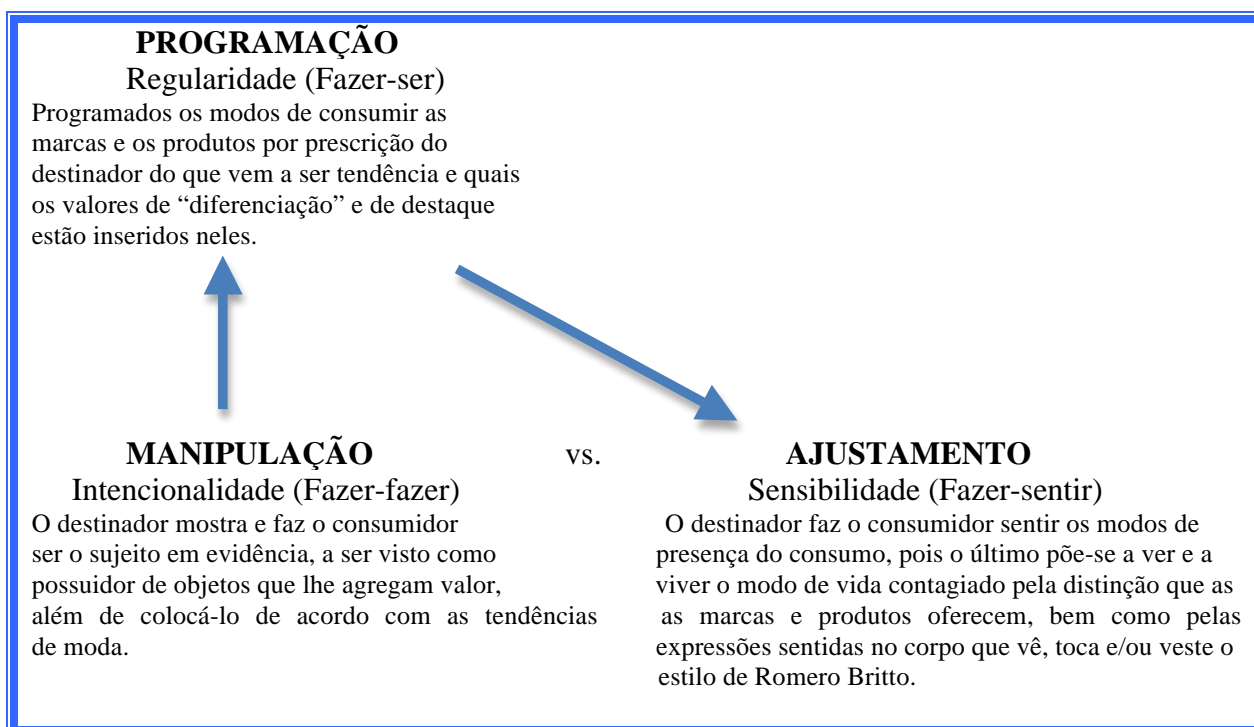 PROGRAMAÇÃO
Regularidade (Fazer-ser)
Programados os modos de consumir as
marcas e os produtos por prescrição do
destinador do que vem a ser tendência e quais
os valores de “diferenciação” e de destaque
estão inseridos neles.
MANIPULAÇÃO
Intencionalidade (Fazer-fazer)
O destinador mostra e faz o consumidor
ser o sujeito em evidência, a ser visto como
possuidor de objetos que lhe agregam valor,
além de colocá-lo de acordo com as tendências
de moda.
vs.
AJUSTAMENTO
Sensibilidade (Fazer-sentir)
O destinador faz o consumidor sentir os modos de
presença do consumo, pois o último põe-se a ver e a
viver o modo de vida contagiado pela distinção que as
as marcas e produtos oferecem, bem como pelas
expressões sentidas no corpo que vê, toca e/ou veste o
estilo de Romero Britto.